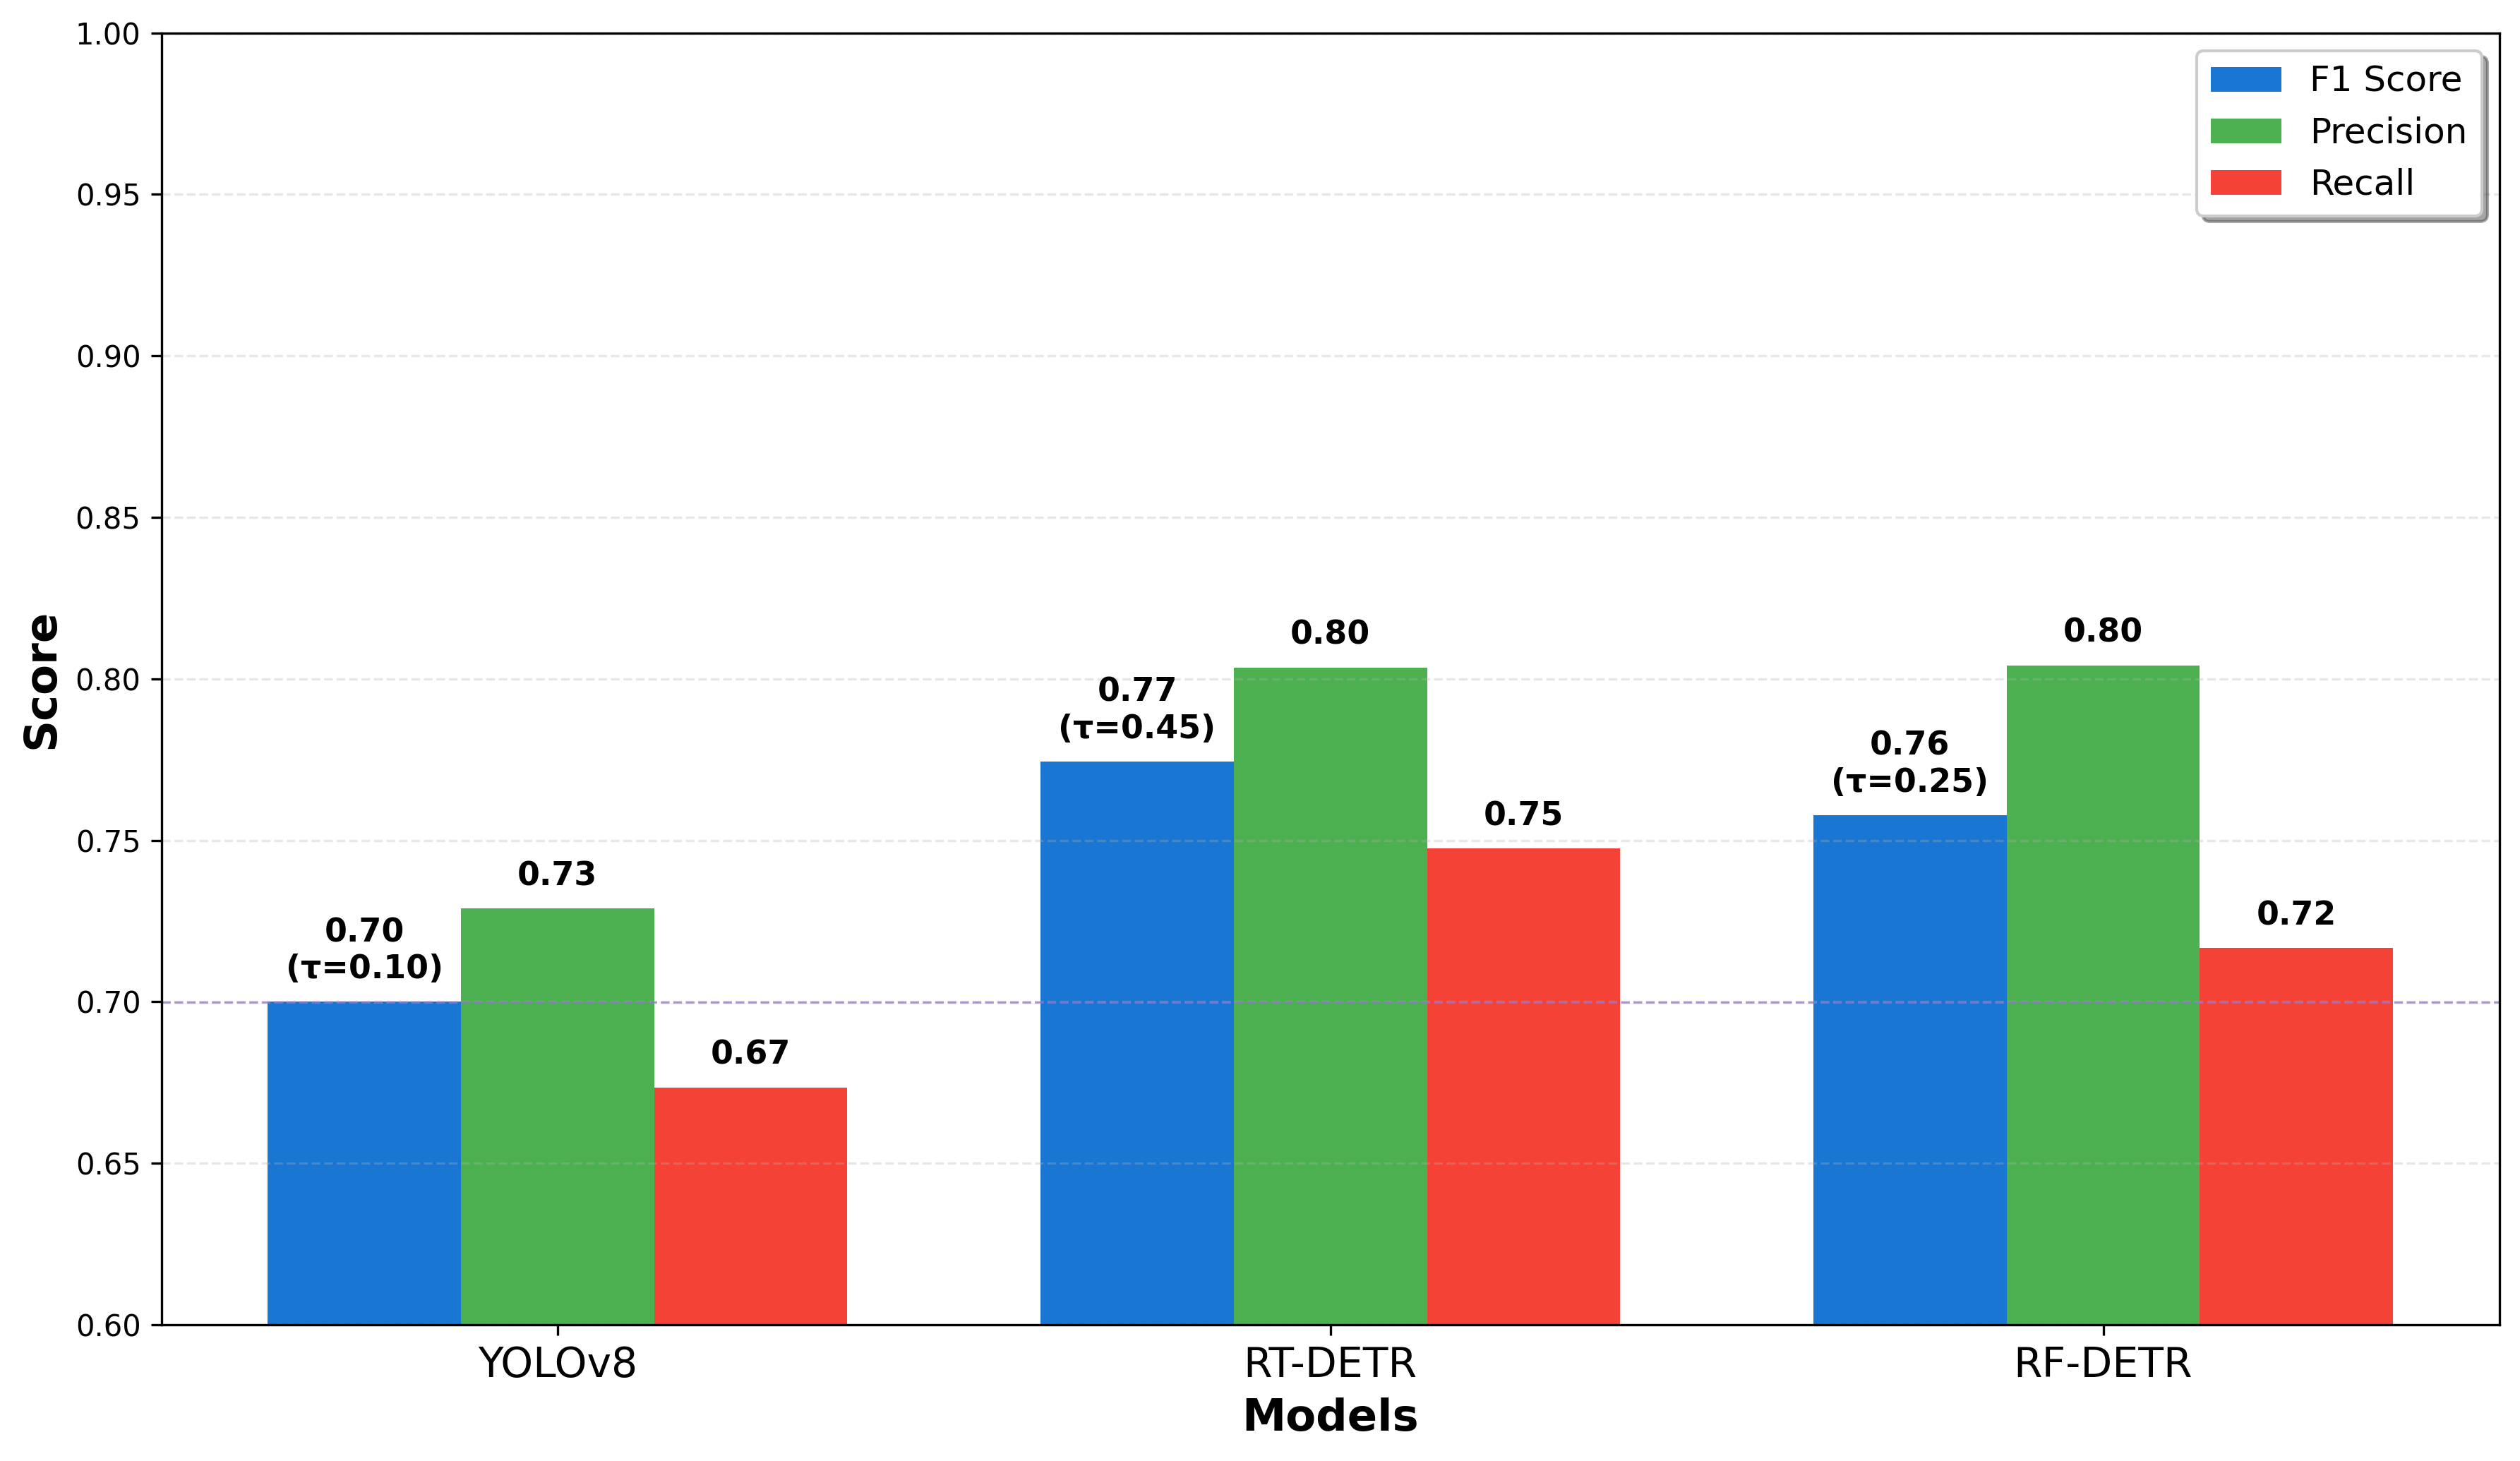 1.00
0.95
0.90
0.85
0.80
0.75
0.70
0.65
0.60
Score
F1 Score
Precision
Recall
0.70
(τ=0.10)
0.73
0.67
0.77
(τ=0.45)
0.80
0.75
0.76
(τ=0.25)
0.80
0.72
YOLOv8
RT-DETR
RF-DETR
Models